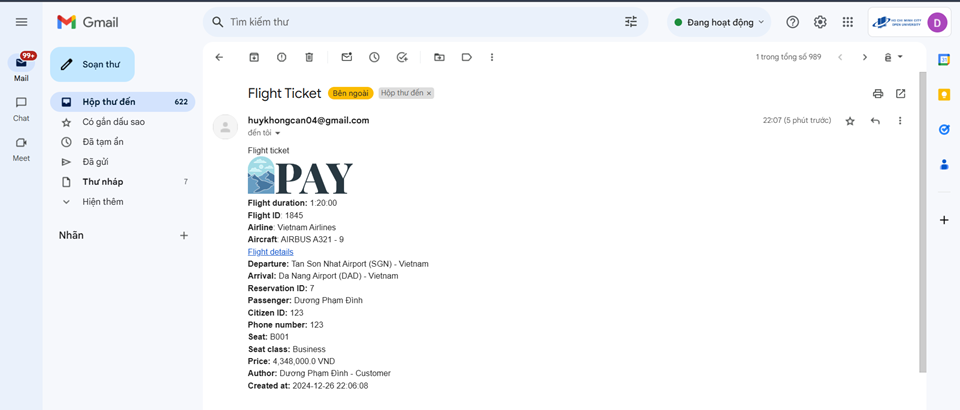 Gmail
Tìm kiếm thư
Đang hoạt động
HO CHI MINH CITY
OPEN UNIVERSITY
D
99+
Mail
Chat
Meet
Soạn thư
Hộp thư đến 622
Có gắn dấu sao
Đã tạm ẩn
Đã gửi
Thư nháp 7
Hiện thêm
Nhãn
1 trong tổng số 989
Flight Ticket Bên ngoài Hộp thư đến ×
huykhongcan04@gmail.com 22:07 (5 phút trước)
đến tôi
Flight ticket
PAY
Flight duration: 1:20:00
Flight ID: 1845
Airline: Vietnam Airlines
Aircraft: AIRBUS A321 - 9
Flight details
Departure: Tan Son Nhat Airport (SGN) - Vietnam
Arrival: Da Nang Airport (DAD) - Vietnam
Reservation ID: 7
Passenger: Dương Phạm Đình
Citizen ID: 123
Phone number: 123
Seat: B001
Seat class: Business
Price: 4,348,000.0 VND
Author: Dương Phạm Đình - Customer
Created at: 2024-12-26 22:06:08